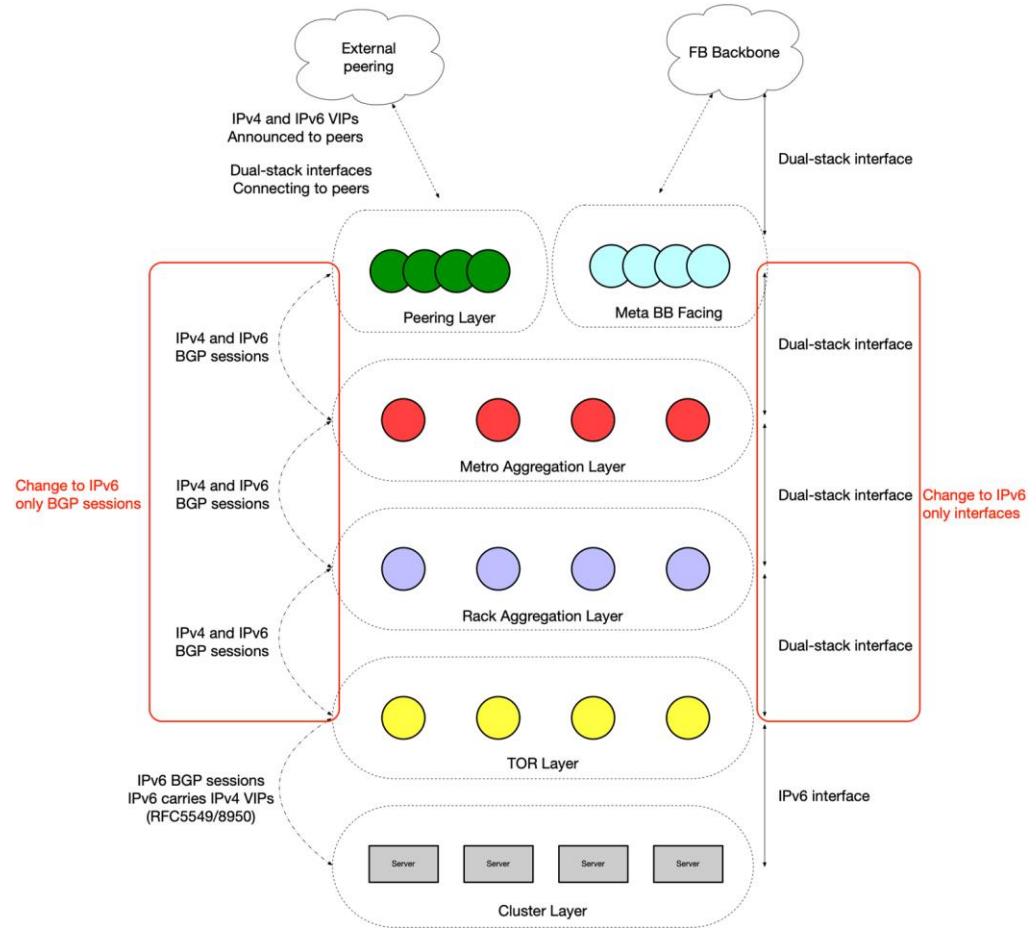 External
peering
FB Backbone
IPv4 and IPv6 VIPs
Announced to peers
Dual-stack interfaces
Connecting to peers
Dual-stack interface
Peering Layer
Meta BB Facing
IPv4 and IPv6
BGP sessions
Dual-stack interface
Metro Aggregation Layer
Change to IPv6
only BGP sessions
IPv4 and IPv6
BGP sessions
Dual-stack interface
Change to IPv6
only interfaces
Rack Aggregation Layer
IPv4 and IPv6
BGP sessions
Dual-stack interface
TOR Layer
IPv6 BGP sessions
IPv6 carries IPv4 VIPs
(RFC5549/8950)
IPv6 interface
Server
Server
Server
Server
Cluster Layer